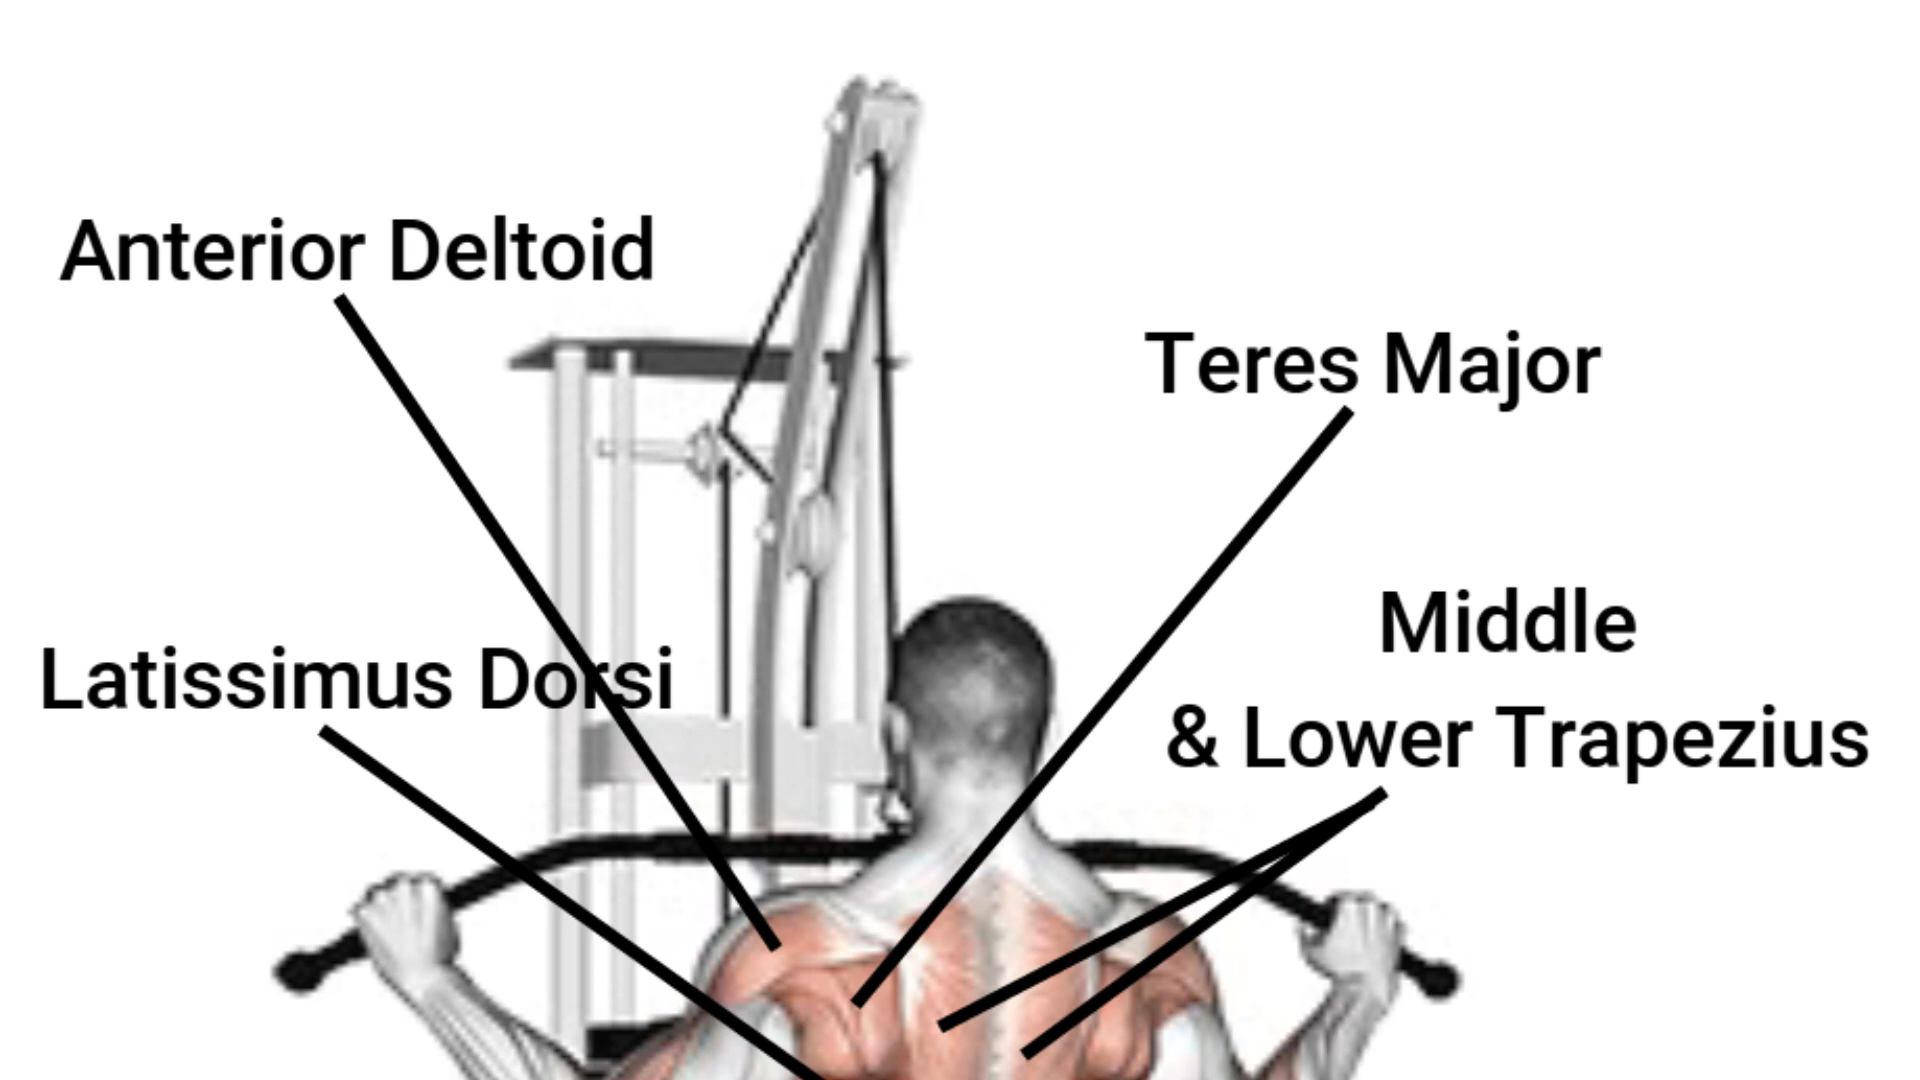 Anterior Deltoid
Teres Major
Latissimus Dorsi
Middle
& Lower Trapezius